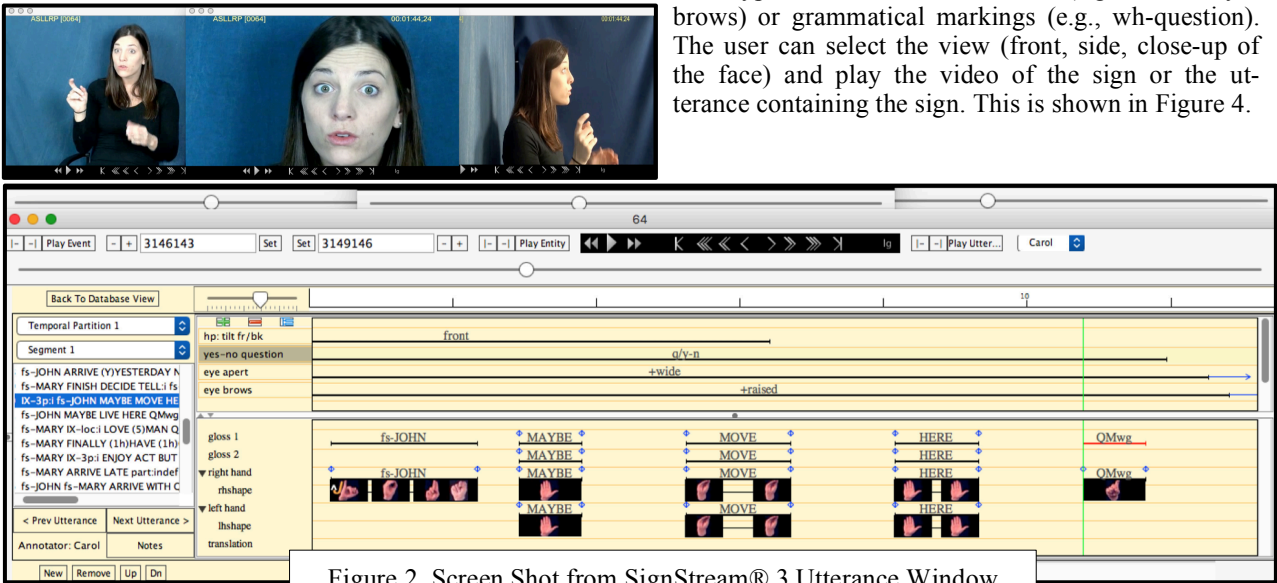 ASLLRP [0064]
ASLLRP [0064] 00:01:44;24
00:01:44;24
lg
lg
brows) or grammatical markings (e.g., wh-question).
The user can select the view (front, side, close-up of
the face) and play the video of the sign or the ut-
terance containing the sign. This is shown in Figure 4.
64
Play Event - + 3146143 Set Set 3149146 - + Play Entity lg Play Utter... Carol
Back To Database View
10
Temporal Partition 1
Segment 1
fs-JOHN ARRIVE (Y)YESTERDAY N
fs-MARY FINISH DECIDE TELL:i fs
IX-3p:i fs-JOHN MAYBE MOVE HE
fs-JOHN MAYBE LIVE HERE QMwg
fs-MARY IX-loc:i LOVE (5)MAN Q
fs-MARY FINALLY (1h)HAVE (1h)
fs-MARY IX-3p:i ENJOY ACT BUT
fs-MARY ARRIVE LATE part:indef
fs-JOHN fs-MARY ARRIVE WITH C
< Prev Utterance Next Utterance >
Annotator: Carol Notes
New Remove Up Dn
hp: tilt fr/bk front
yes-no question q/y-n
eye apert +wide
eye brows +raised
gloss 1 fs-JOHN MAYBE MOVE HERE QMwg
gloss 2 MAYBE MOVE HERE
right hand fs-JOHN MAYBE MOVE HERE QMwg
rhshape
left hand MAYBE MOVE HERE
lhshape
translation
Figure 2. Screen Shot from SignStream® 3 Utterance Window